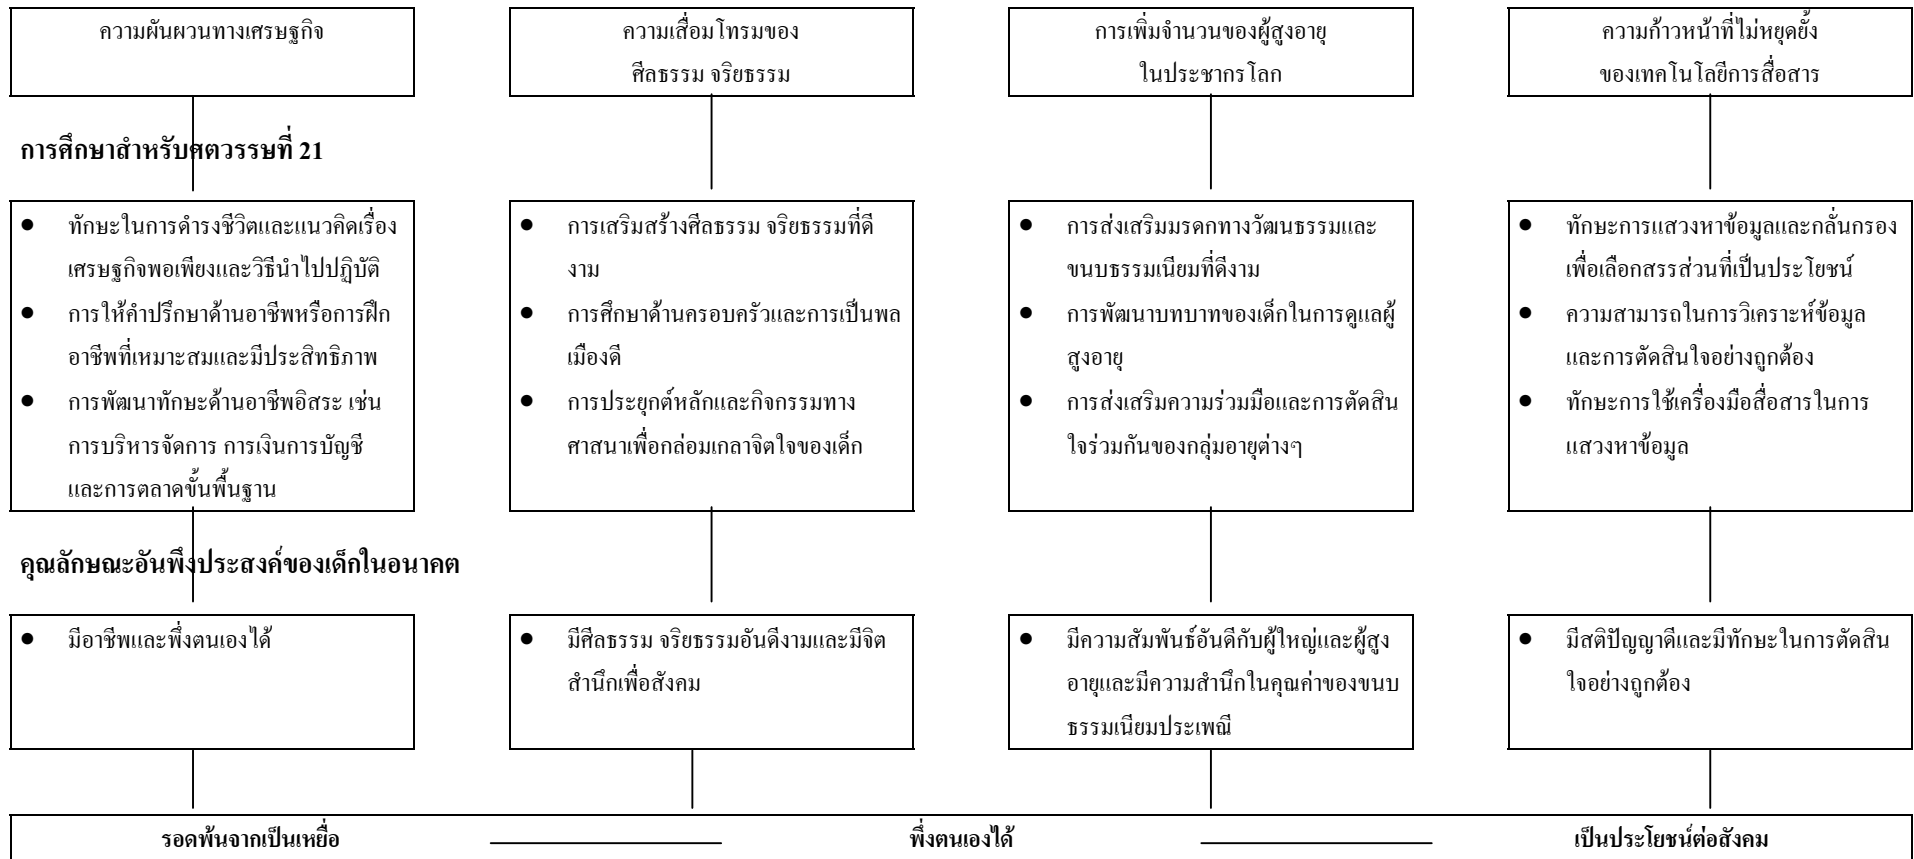 ความผันผวนทางเศรษฐกิจ
ความเสื่อมโทรมของ
ศีลธรรม จริยธรรม
การเพิ่มจำนวนของผู้สูงอายุ
ในประชากรโลก
ความก้าวหน้าที่ไม่หยุดยั้ง
ของเทคโนโลยีการสื่อสาร
การศึกษาสำหรับศตวรรษที่ 21
● ทักษะในการดำรงชีวิตและแนวคิดเรื่อง
เศรษฐกิจพอเพียงและวิธีนำไปปฏิบัติ
● การให้คำปรึกษาด้านอาชีพหรือการฝึก
อาชีพที่เหมาะสมและมีประสิทธิภาพ
● การพัฒนาทักษะด้านอาชีพอิสระ เช่น
การบริหารจัดการ การเงินการบัญชี
และการตลาดขั้นพื้นฐาน
● การเสริมสร้างศีลธรรม จริยธรรมที่ดี
งาม
● การศึกษาด้านครอบครัวและการเป็นพล
เมืองดี
● การประยุกต์หลักและกิจกรรมทาง
ศาสนาเพื่อกล่อมเกลาจิตใจของเด็ก
● การส่งเสริมมรดกทางวัฒนธรรมและ
ขนบธรรมเนียมที่ดีงาม
● การพัฒนาบทบาทของเด็กในการดูแลผู้
สูงอายุ
● การส่งเสริมความร่วมมือและการตัดสิน
ใจร่วมกันของกลุ่มอายุต่างๆ
● ทักษะการแสวงหาข้อมูลและกลั่นกรอง
เพื่อเลือกสรรส่วนที่เป็นประโยชน์
● ความสามารถในการวิเคราะห์ข้อมูล
และการตัดสินใจอย่างถูกต้อง
● ทักษะการใช้เครื่องมือสื่อสารในการ
แสวงหาข้อมูล
คุณลักษณะอันพึงประสงค์ของเด็กในอนาคต
● มีอาชีพและพึ่งตนเองได้
● มีศีลธรรม จริยธรรมอันดีงามและมีจิต
สำนึกเพื่อสังคม
● มีความสัมพันธ์อันดีกับผู้ใหญ่และผู้สูง
อายุและมีความสำนึกในคุณค่าของขนบ
ธรรมเนียมประเพณี
● มีสติปัญญาดีและมีทักษะในการตัดสิน
ใจอย่างถูกต้อง
รอดพ้นจากเป็นเหยื่อ พึ่งตนเองได้ เป็นประโยชน์ต่อสังคม